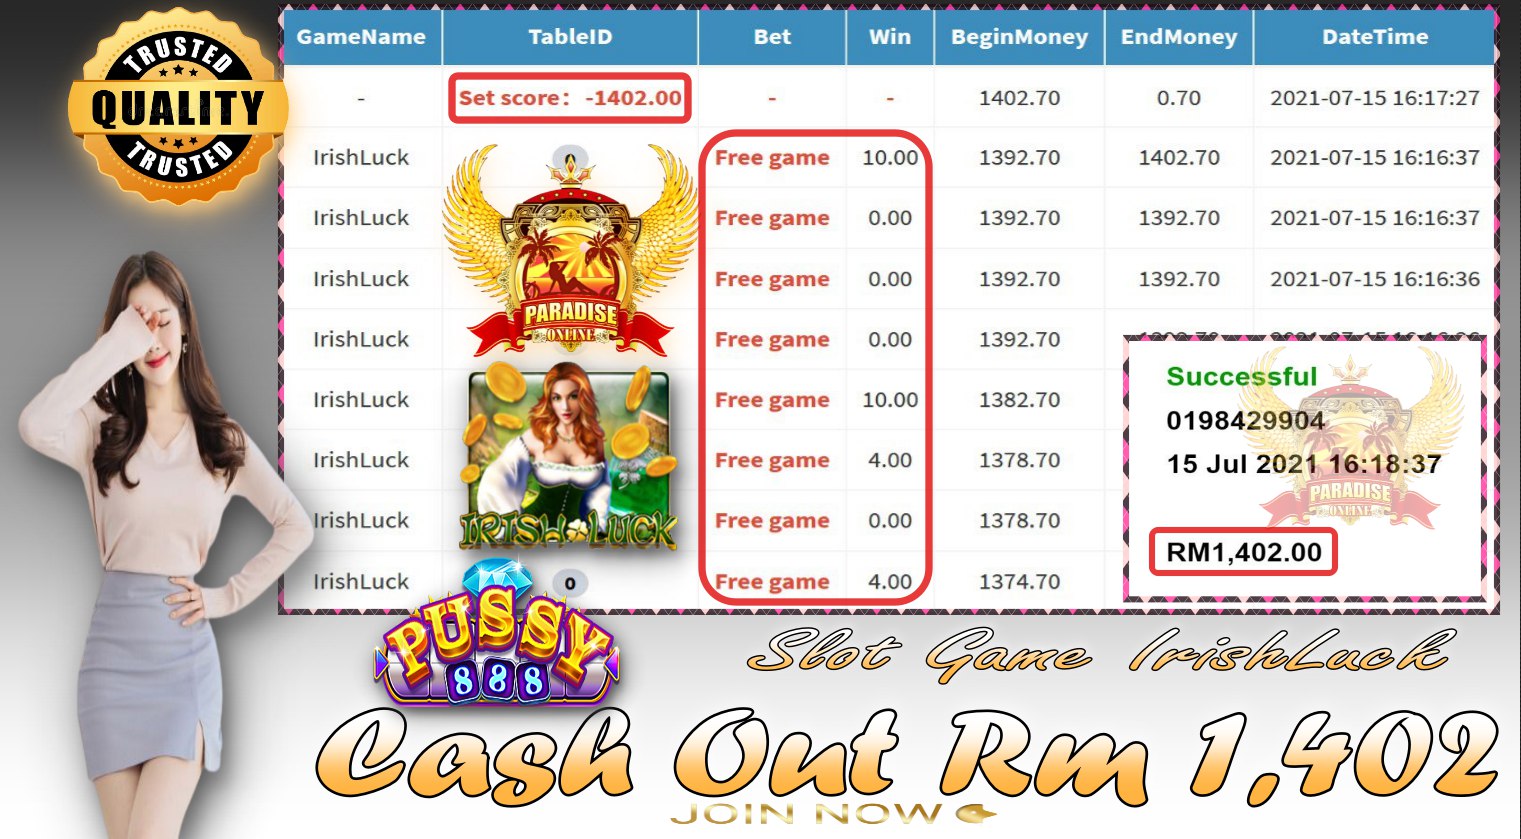 TRUSTED
QUALITY
TRUSTED
GameName TableID Bet Win BeginMoney EndMoney DateTime
- Set score: -1402.00 - - 1402.70 0.70 2021-07-15 16:17:27
IrishLuck 0 Free game 10.00 1392.70 1402.70 2021-07-15 16:16:37
IrishLuck Free game 0.00 1392.70 1392.70 2021-07-15 16:16:37
IrishLuck Free game 0.00 1392.70 1392.70 2021-07-15 16:16:36
IrishLuck Free game 0.00 1392.70
IrishLuck Free game 10.00 1382.70
IrishLuck Free game 4.00 1378.70
IrishLuck Free game 0.00 1378.70
IrishLuck 0 Free game 4.00 1374.70
PARADISE
ONLINE
IRISH LUCK
PUSSY
888
Successful
0198429904
15 Jul 2021 16:18:37
PARADISE
ONLINE
RM1,402.00
Slot Game IrishLuck
Cash Out Rm 1,402
JOIN NOW